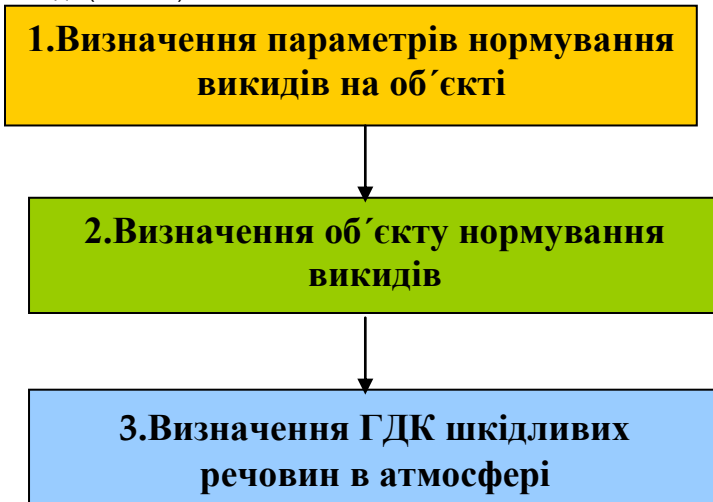 1.Визначення параметрів нормування
викидів на об´єкті
2.Визначення об´єкту нормування
викидів
3.Визначення ГДК шкідливих
речовин в атмосфері